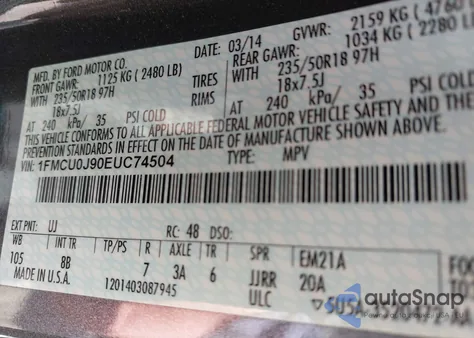 MFD. BY FORD MOTOR CO.
DATE: 03/14 GVWR: 2159 KG ( 4760
FRONT GAWR: 1125 KG ( 2480 LB) REAR GAWR: 1034 KG ( 2280
WITH 235/50R18 97H TIRES WITH 235/50R18 97H
18x7.5J RIMS 18x7.5J
AT 240 kPa/ 35 PSI COLD AT 240 kPa/ 35 PSI COLD
THIS VEHICLE CONFORMS TO ALL APPLICABLE FEDERAL MOTOR VEHICLE SAFETY AND THEFT
PREVENTION STANDARDS IN EFFECT ON THE DATE OF MANUFACTURE SHOWN ABOVE.
VIN: 1FMCU0J90EUC74504 TYPE: MPV
EXT PNT: UJ RC: 48 DSO:
WB INT TR TP/PS R AXLE TR SPR EM21A
105 8B 7 3A 6 JJRR 20A
MADE IN U.S.A. 1201403087945 ULC
autoSnap